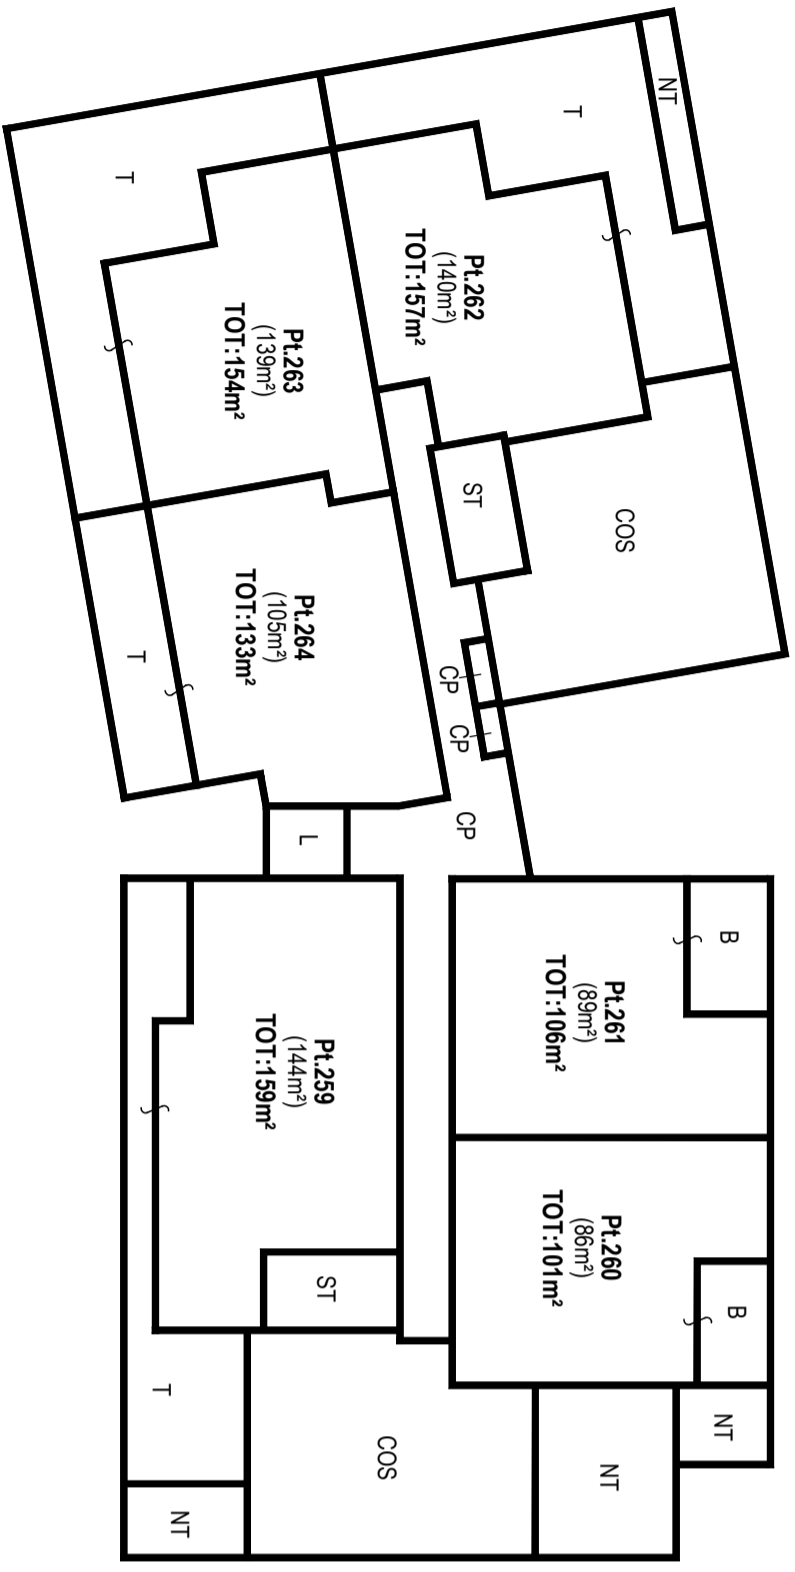 NT
T
T
Pt.262
(140m²)
TOT:157m²
Pt.263
(139m²)
TOT:154m²
ST
COS
Pt.264
(105m²)
TOT:133m²
T
CP
CP
CP
L
B
Pt.261
(89m²)
TOT:106m²
Pt.259
(144m²)
TOT:159m²
Pt.260
(86m²)
TOT:101m²
ST
B
T
COS
NT
NT
NT